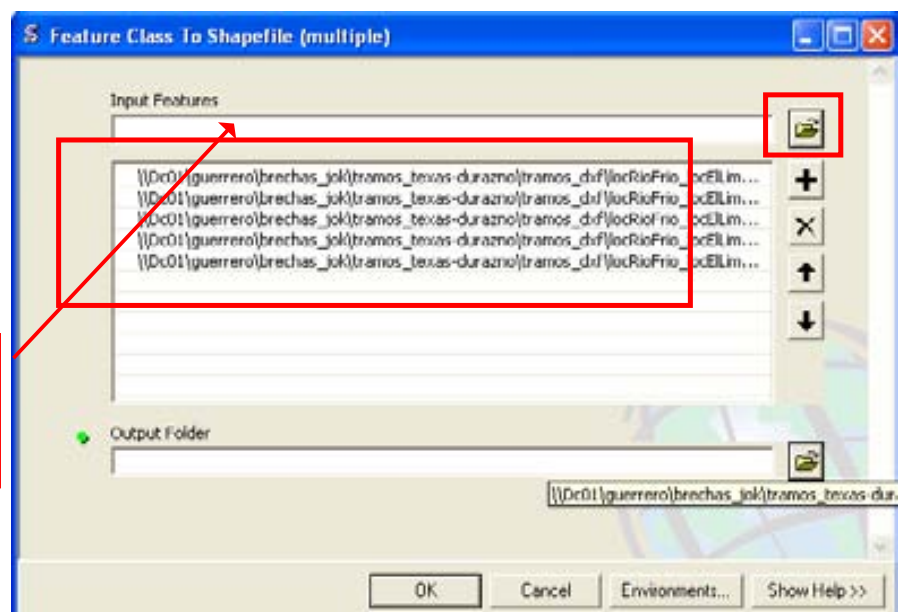 Feature Class To Shapefile (multiple)
Input Features
\\Dc01\guerrero\brechas_jok\tramos_texas-durazno\tramos_dxf\locRioFrio_locElLim...
\\Dc01\guerrero\brechas_jok\tramos_texas-durazno\tramos_dxf\locRioFrio_locElLim...
\\Dc01\guerrero\brechas_jok\tramos_texas-durazno\tramos_dxf\locRioFrio_locElLim...
\\Dc01\guerrero\brechas_jok\tramos_texas-durazno\tramos_dxf\locRioFrio_locElLim...
\\Dc01\guerrero\brechas_jok\tramos_texas-durazno\tramos_dxf\locRioFrio_locElLim...
Output Folder
\\Dc01\guerrero\brechas_jok\tramos_texas-dur
OK Cancel Environments... Show Help >>